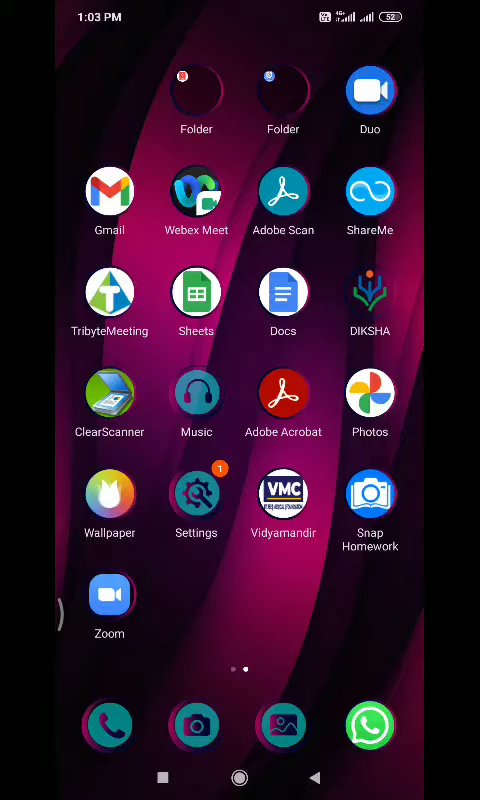 1:03 PM
4G+
52
Folder Folder Duo
Gmail Webex Meet Adobe Scan ShareMe
TribyteMeeting Sheets Docs DIKSHA
ClearScanner Music Adobe Acrobat Photos
1
VMC
Wallpaper Settings Vidyamandir Snap
Homework
Zoom